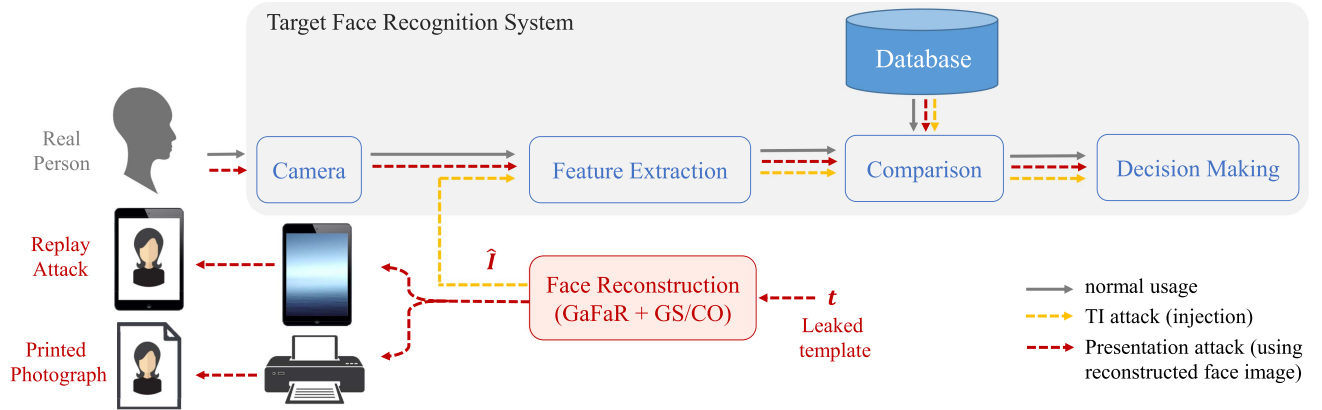 Target Face Recognition System
Database
Real
Person
Camera
Feature Extraction
Comparison
Decision Making
Replay
Attack
Î
Face Reconstruction
(GaFaR + GS/CO)
t
Leaked
template
Printed
Photograph
normal usage
TI attack (injection)
Presentation attack (using
reconstructed face image)